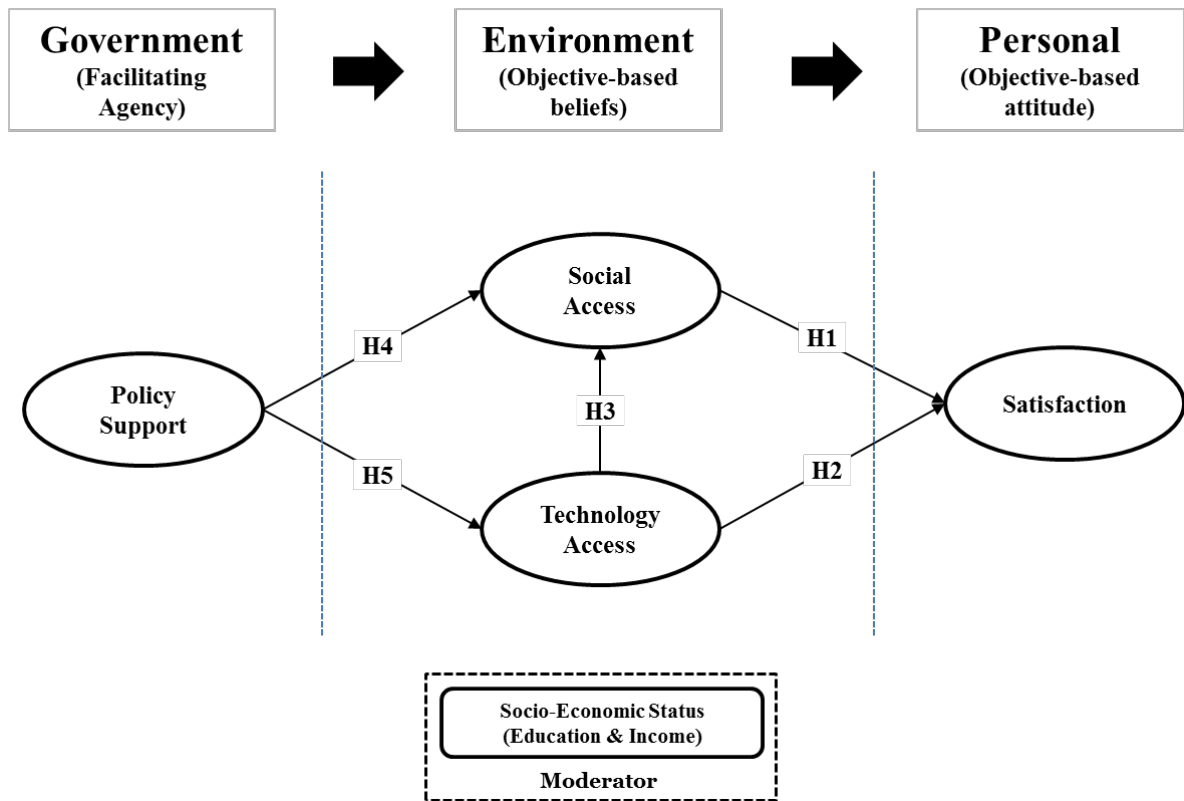 Government
(Facilitating
Agency)
Environment
(Objective-based
beliefs)
Personal
(Objective-based
attitude)
Social
Access
H4
H1
Policy
Support
H3
Satisfaction
H5
H2
Technology
Access
Socio-Economic Status
(Education & Income)
Moderator